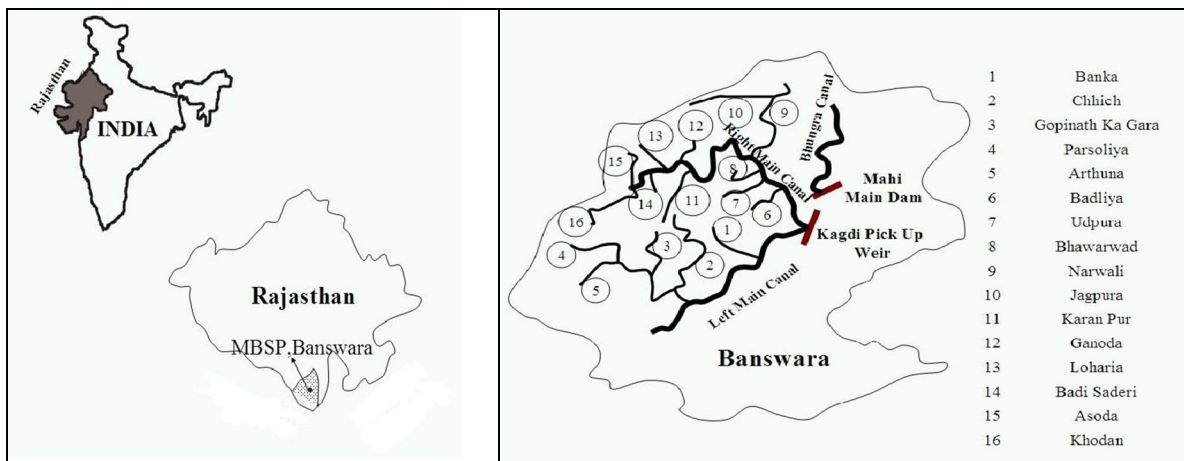 Rajasthan
INDIA
Rajasthan
MBSP,Banswara
Bhungra Canal
10
9
12
13
Right Main Canal
15
8
Mahi
Main Dam
14
11
7
6
16
1
Kagdi Pick Up
Weir
3
4
2
5
Left Main Canal
Banswara
1 Banka
2 Chhich
3 Gopinath Ka Gara
4 Parsoliya
5 Arthuna
6 Badliya
7 Udpura
8 Bhawarwad
9 Narwali
10 Jagpura
11 Karan Pur
12 Ganoda
13 Loharia
14 Badi Saderi
15 Asoda
16 Khodan